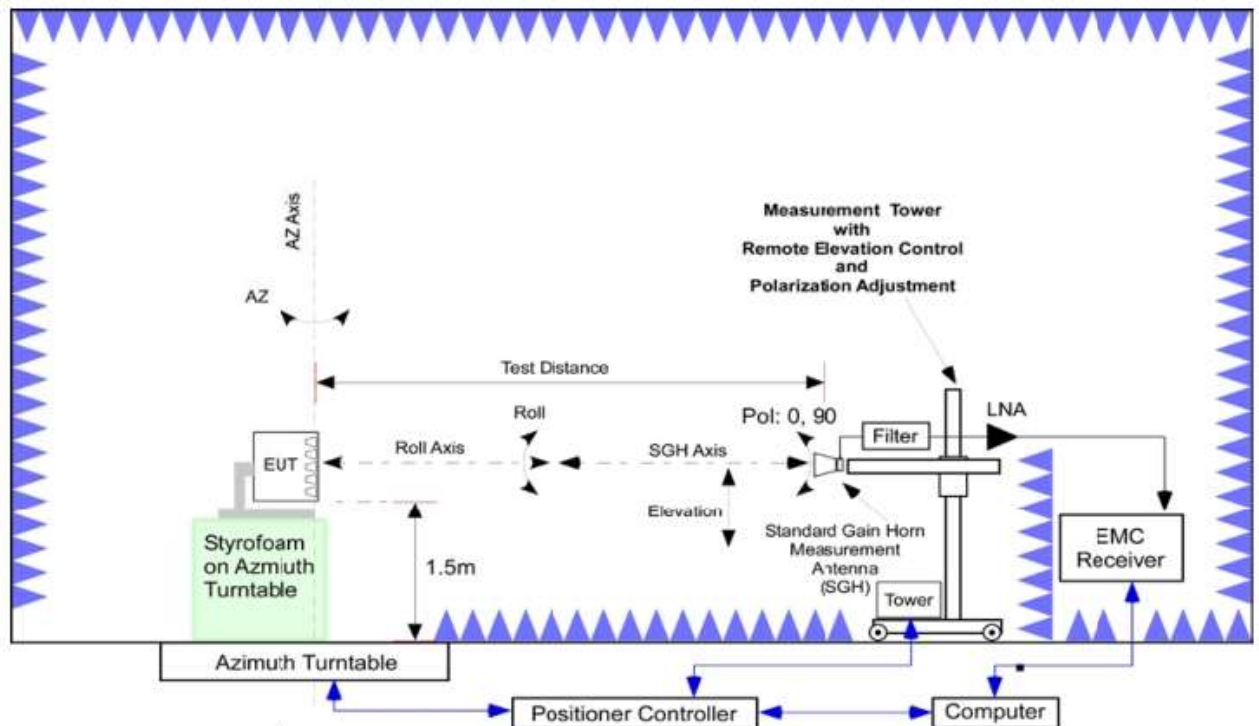 Measurement Tower
with
Remote Elevation Control
and
Polarization Adjustment
AZ Axis
AZ
Test Distance
Roll
Pol: 0, 90
LNA
Filter
EUT
Roll Axis
SGH Axis
Elevation
Standard Gain Horn
Measurement
Antenna
(SGH)
EMC
Receiver
Styrofoam
on Azmiuth
Turntable
1.5m
Tower
Azimuth Turntable
Positioner Controller
Computer